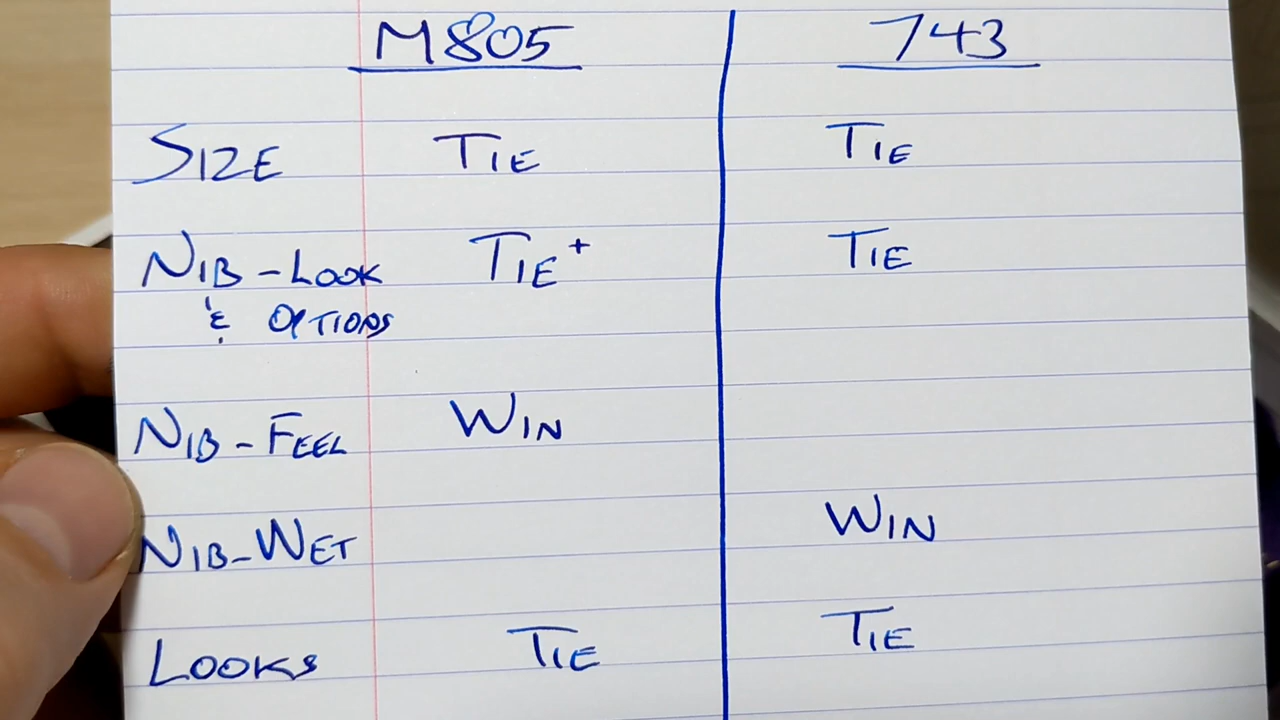 M805 743
SIZE TIE TIE
NIB-LOOK TIE+ TIE
& OPTIONS
NIB-FEEL WIN
NIB-WET WIN
LOOKS TIE TIE